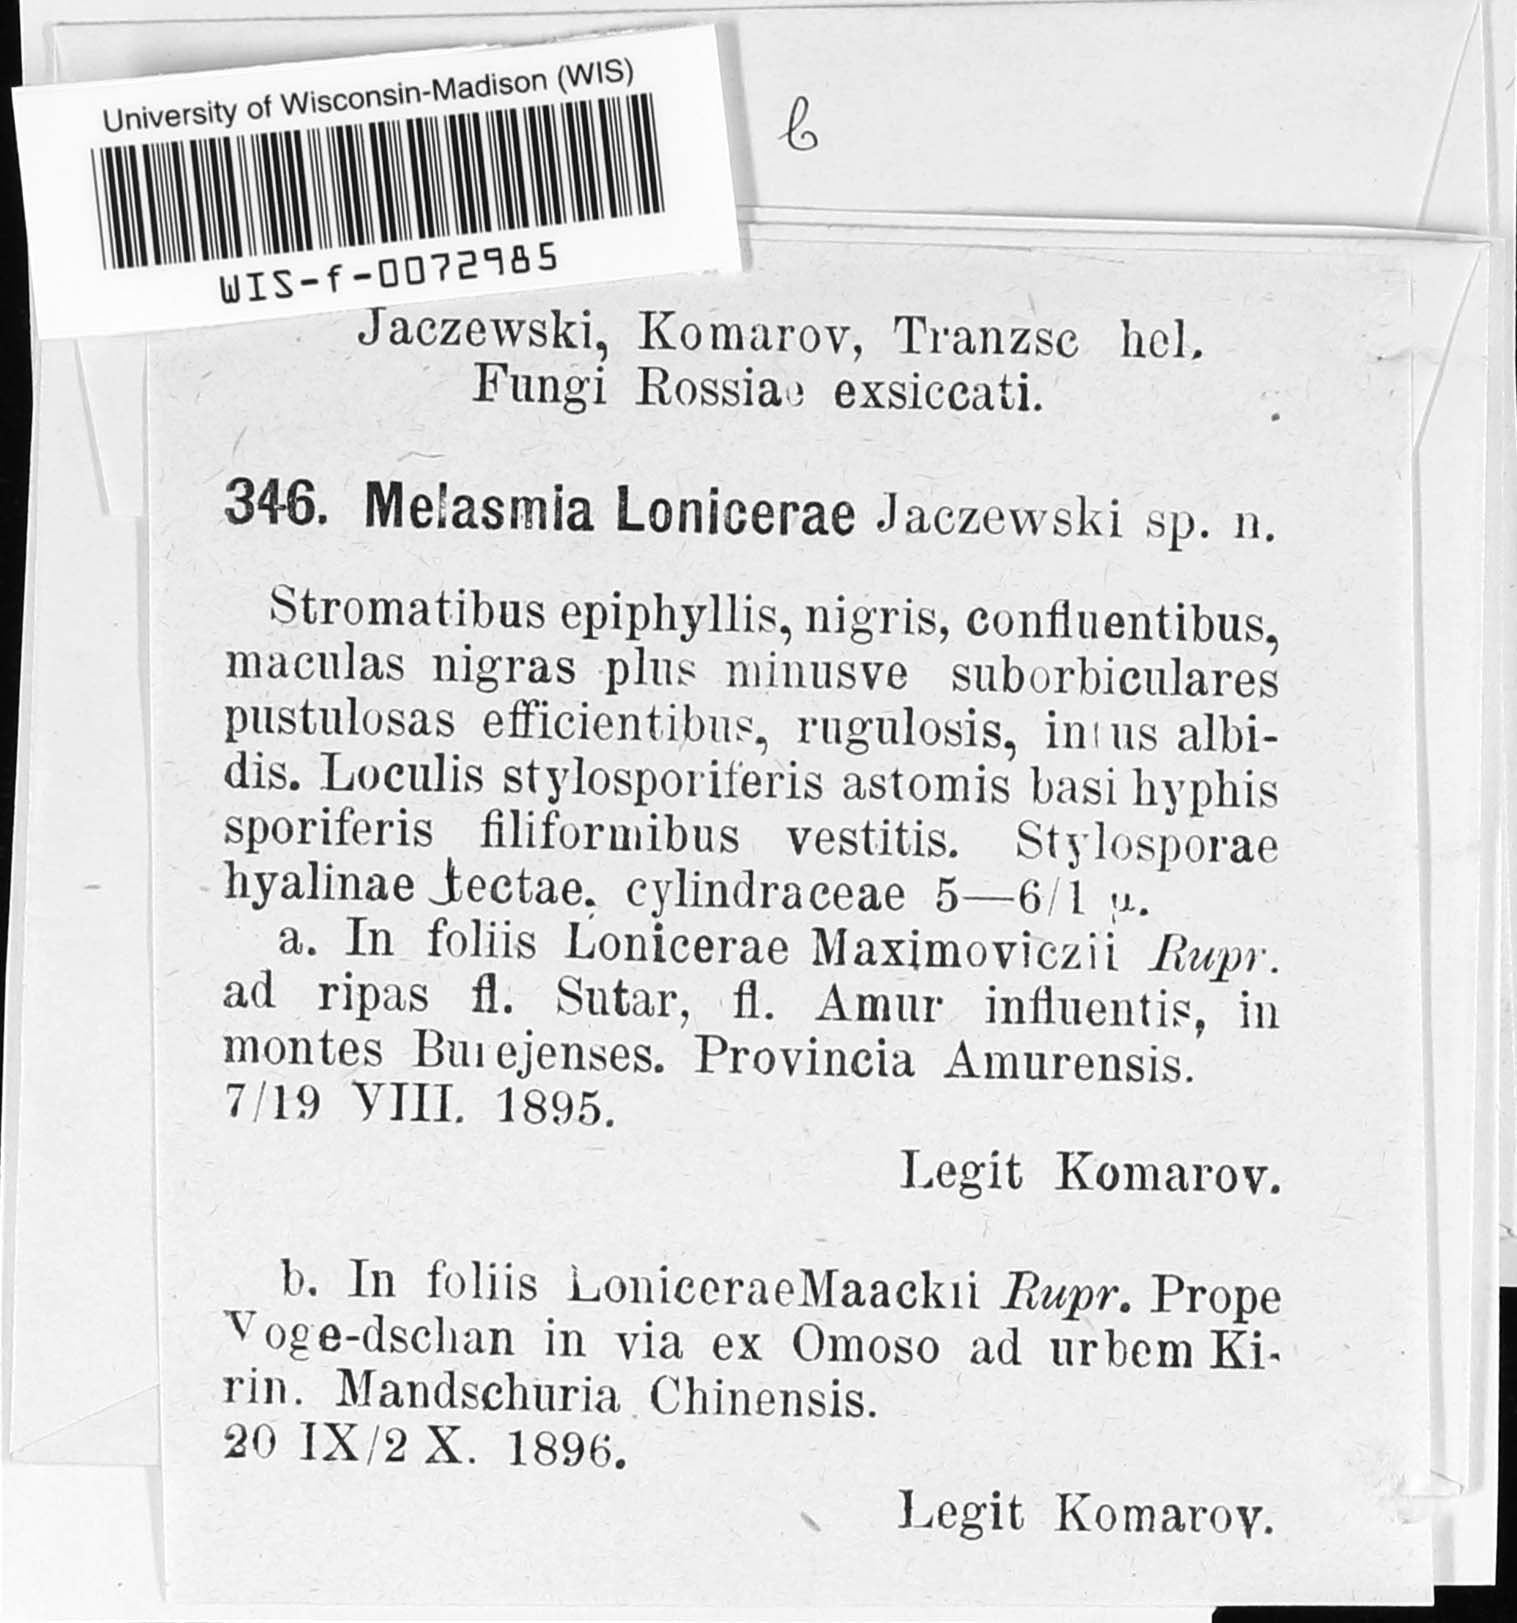 University of Wisconsin-Madison (WIS)
WIS-f-0072985
b
Jaczewski, Komarov, Tranzsc hel.
Fungi Rossiae exsiccati.
346. Melasmia Lonicerae Jaczewski sp. n.
Stromatibus epiphyllis, nigris, confluentibus,
maculas nigras plus minusve suborbiculares
pustulosas efficientibus, rugulosis, intus albi-
dis. Loculis stylosporiferis astomis basi hyphis
sporiferis filiformibus vestitis. Stylosporae
hyalinae tectae, cylindraceae 5—6/1 µ.
a. In foliis Lonicerae Maximoviczii Rupr.
ad ripas fl. Sutar, fl. Amur influentis, in
montes Burejenses. Provincia Amurensis.
7/19 VIII. 1895.
Legit Komarov.
b. In foliis Lonicerae Maackii Rupr. Prope
Voge-dschan in via ex Omoso ad urbem Ki-
rin. Mandschuria Chinensis.
20 IX/2 X. 1896.
Legit Komarov.